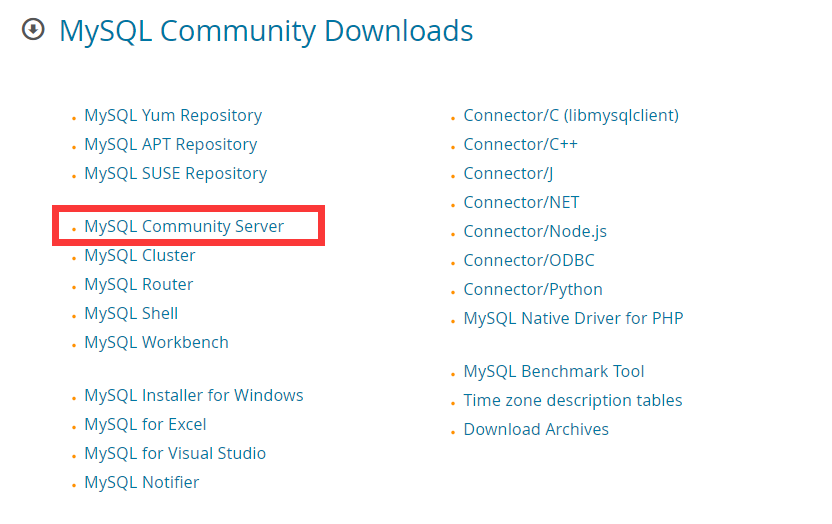 MySQL Community Downloads
MySQL Yum Repository
MySQL APT Repository
MySQL SUSE Repository
MySQL Community Server
MySQL Cluster
MySQL Router
MySQL Shell
MySQL Workbench
MySQL Installer for Windows
MySQL for Excel
MySQL for Visual Studio
MySQL Notifier
Connector/C (libmysqlclient)
Connector/C++
Connector/J
Connector/NET
Connector/Node.js
Connector/ODBC
Connector/Python
MySQL Native Driver for PHP
MySQL Benchmark Tool
Time zone description tables
Download Archives